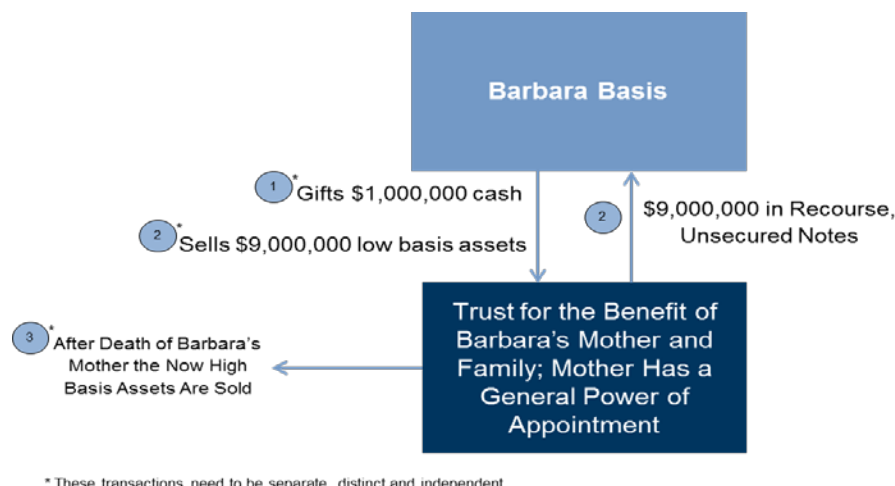 Barbara Basis
1
*
Gifts $1,000,000 cash
2
*
Sells $9,000,000 low basis assets
2
$9,000,000 in Recourse,
Unsecured Notes
Trust for the Benefit of
Barbara's Mother and
Family; Mother Has a
General Power of
Appointment
3
*
After Death of Barbara's
Mother the Now High
Basis Assets Are Sold
* These transactions need to be separate, distinct and independent